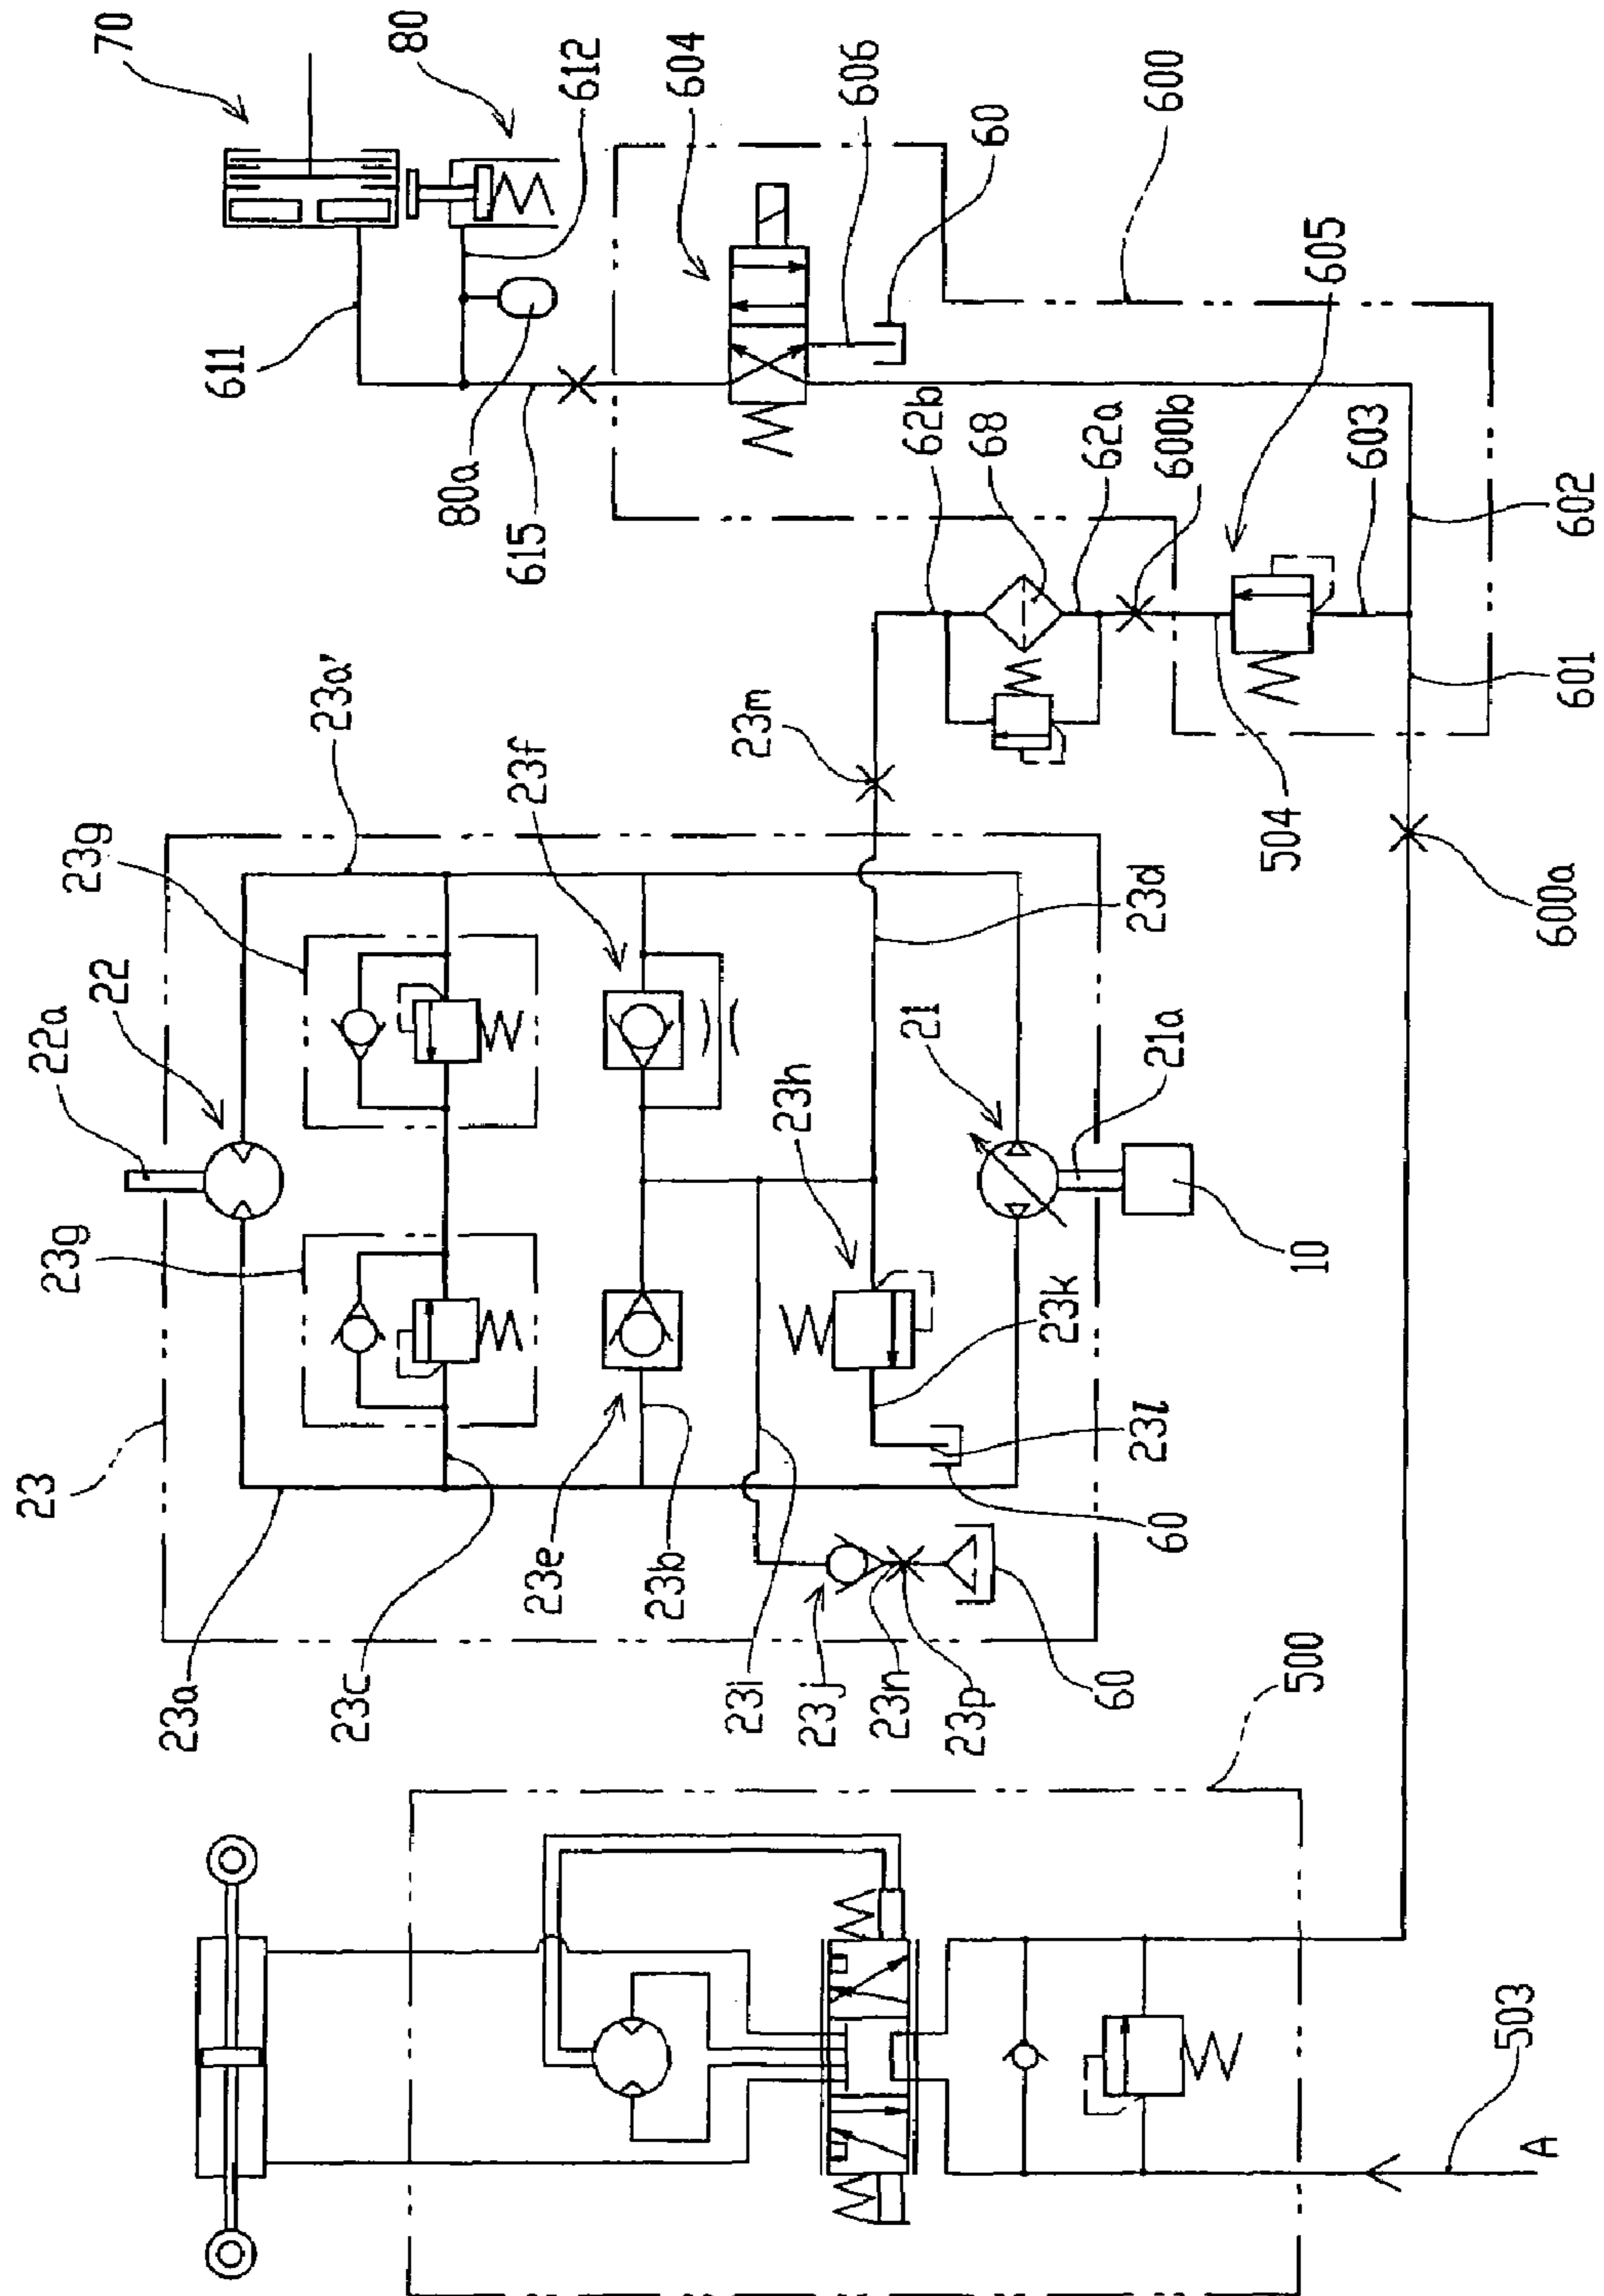 70
80
612
604
606
60
600
605
611
80a
615
62b
68
62a
600b
603
602
601
504
600a
23a'
23m
23f
23g
22
22a
23d
21
21a
10
23h
23k
23l
60
23g
23
23e
23b
23a
23c
23i
23j
23n
23p
60
500
503
A